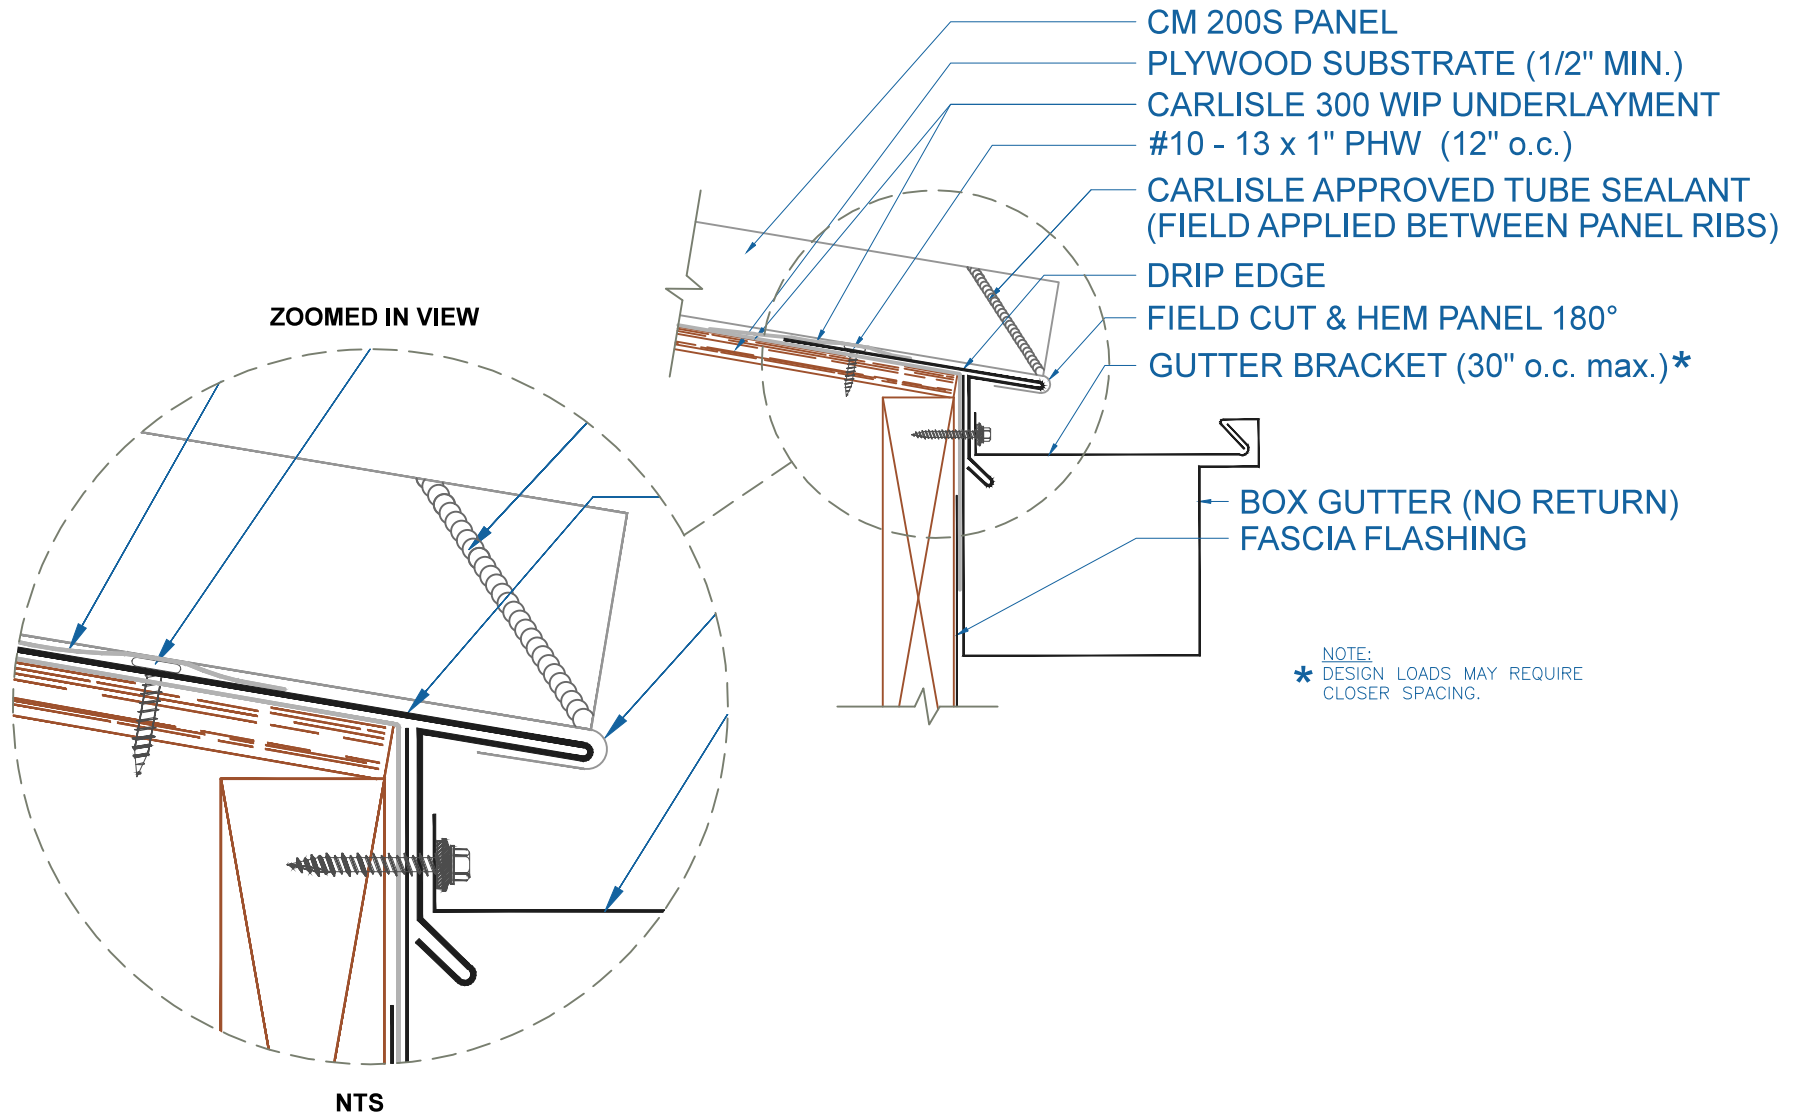 CM 200S PANEL
PLYWOOD SUBSTRATE (1/2" MIN.)
CARLISLE 300 WIP UNDERLAYMENT
#10 - 13 x 1" PHW (12" o.c.)
CARLISLE APPROVED TUBE SEALANT
(FIELD APPLIED BETWEEN PANEL RIBS)
DRIP EDGE
FIELD CUT & HEM PANEL 180°
GUTTER BRACKET (30" o.c. max.)*
BOX GUTTER (NO RETURN)
FASCIA FLASHING
NOTE:
* DESIGN LOADS MAY REQUIRE
CLOSER SPACING.
ZOOMED IN VIEW
NTS